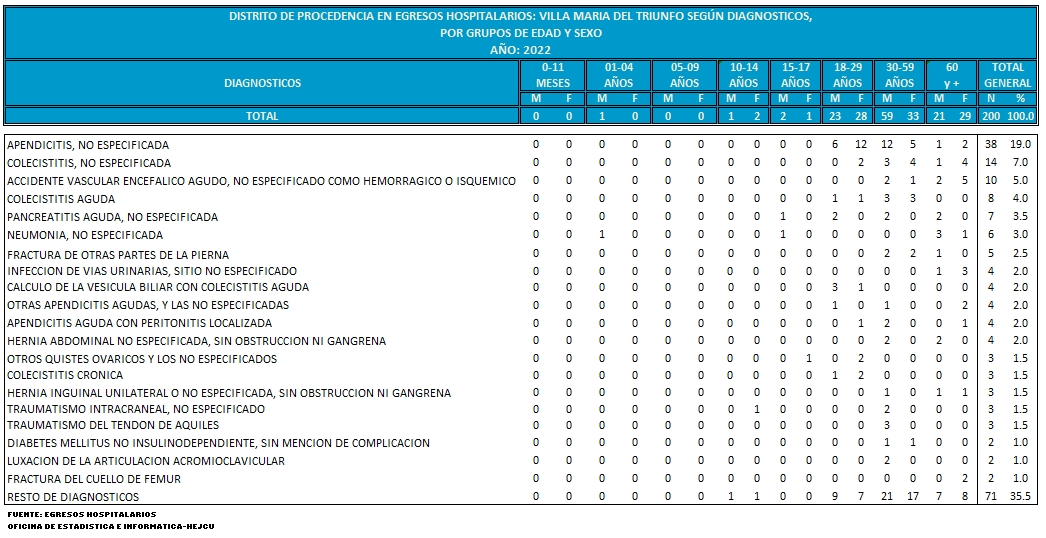 DISTRITO DE PROCEDENCIA EN EGRESOS HOSPITALARIOS: VILLA MARIA DEL TRIUNFO SEGÚN DIAGNOSTICOS,
POR GRUPOS DE EDAD Y SEXO
AÑO: 2022
DIAGNOSTICOS 0-11 MESES 01-04 AÑOS 05-09 AÑOS 10-14 AÑOS 15-17 AÑOS 18-29 AÑOS 30-59 AÑOS 60 y + TOTAL GENERAL
M F M F M F M F M F M F M F M F N %
TOTAL 0 0 1 0 0 0 1 2 2 1 23 28 59 33 21 29 200 100.0
APENDICITIS, NO ESPECIFICADA 0 0 0 0 0 0 0 0 0 0 6 12 12 5 1 2 38 19.0
COLECISTITIS, NO ESPECIFICADA 0 0 0 0 0 0 0 0 0 0 0 2 3 4 1 4 14 7.0
ACCIDENTE VASCULAR ENCEFALICO AGUDO, NO ESPECIFICADO COMO HEMORRAGICO O ISQUEMICO 0 0 0 0 0 0 0 0 0 0 0 0 2 1 2 5 10 5.0
COLECISTITIS AGUDA 0 0 0 0 0 0 0 0 0 0 1 1 3 3 0 0 8 4.0
PANCREATITIS AGUDA, NO ESPECIFICADA 0 0 0 0 0 0 0 0 1 0 2 0 2 0 2 0 7 3.5
NEUMONIA, NO ESPECIFICADA 0 0 1 0 0 0 0 0 1 0 0 0 0 0 3 1 6 3.0
FRACTURA DE OTRAS PARTES DE LA PIERNA 0 0 0 0 0 0 0 0 0 0 0 0 2 2 1 0 5 2.5
INFECCION DE VIAS URINARIAS, SITIO NO ESPECIFICADO 0 0 0 0 0 0 0 0 0 0 0 0 0 0 1 3 4 2.0
CALCULO DE LA VESICULA BILIAR CON COLECISTITIS AGUDA 0 0 0 0 0 0 0 0 0 0 3 1 0 0 0 0 4 2.0
OTRAS APENDICITIS AGUDAS, Y LAS NO ESPECIFICADAS 0 0 0 0 0 0 0 0 0 0 1 0 1 0 0 2 4 2.0
APENDICITIS AGUDA CON PERITONITIS LOCALIZADA 0 0 0 0 0 0 0 0 0 0 0 1 2 0 0 1 4 2.0
HERNIA ABDOMINAL NO ESPECIFICADA, SIN OBSTRUCCION NI GANGRENA 0 0 0 0 0 0 0 0 0 0 0 0 2 0 2 0 4 2.0
OTROS QUISTES OVARICOS Y LOS NO ESPECIFICADOS 0 0 0 0 0 0 0 0 0 1 0 2 0 0 0 0 3 1.5
COLECISTITIS CRONICA 0 0 0 0 0 0 0 0 0 0 1 2 0 0 0 0 3 1.5
HERNIA INGUINAL UNILATERAL O NO ESPECIFICADA, SIN OBSTRUCCION NI GANGRENA 0 0 0 0 0 0 0 0 0 0 0 0 1 0 1 1 3 1.5
TRAUMATISMO INTRACRANEAL, NO ESPECIFICADO 0 0 0 0 0 0 0 1 0 0 0 0 2 0 0 0 3 1.5
TRAUMATISMO DEL TENDON DE AQUILES 0 0 0 0 0 0 0 0 0 0 0 0 3 0 0 0 3 1.5
DIABETES MELLITUS NO INSULINODEPENDIENTE, SIN MENCION DE COMPLICACION 0 0 0 0 0 0 0 0 0 0 0 0 1 1 0 0 2 1.0
LUXACION DE LA ARTICULACION ACROMIOCLAVICULAR 0 0 0 0 0 0 0 0 0 0 0 0 2 0 0 0 2 1.0
FRACTURA DEL CUELLO DE FEMUR 0 0 0 0 0 0 0 0 0 0 0 0 0 0 0 2 2 1.0
RESTO DE DIAGNOSTICOS 0 0 0 0 0 0 1 1 0 0 9 7 21 17 7 8 71 35.5
FUENTE: EGRESOS HOSPITALARIOS
OFICINA DE ESTADISTICA E INFORMATICA-HEJCU